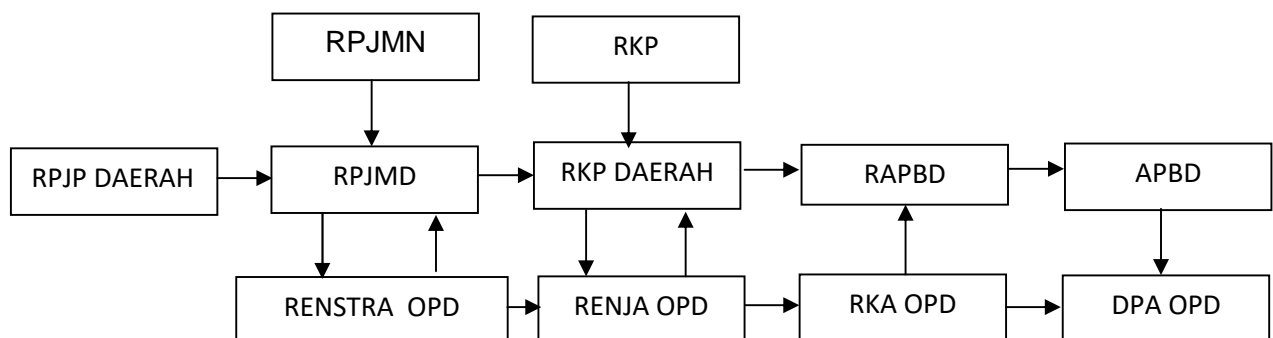 RPJMN
RKP
RPJP DAERAH
RPJMD
RKP DAERAH
RAPBD
APBD
RENSTRA OPD
RENJA OPD
RKA OPD
DPA OPD